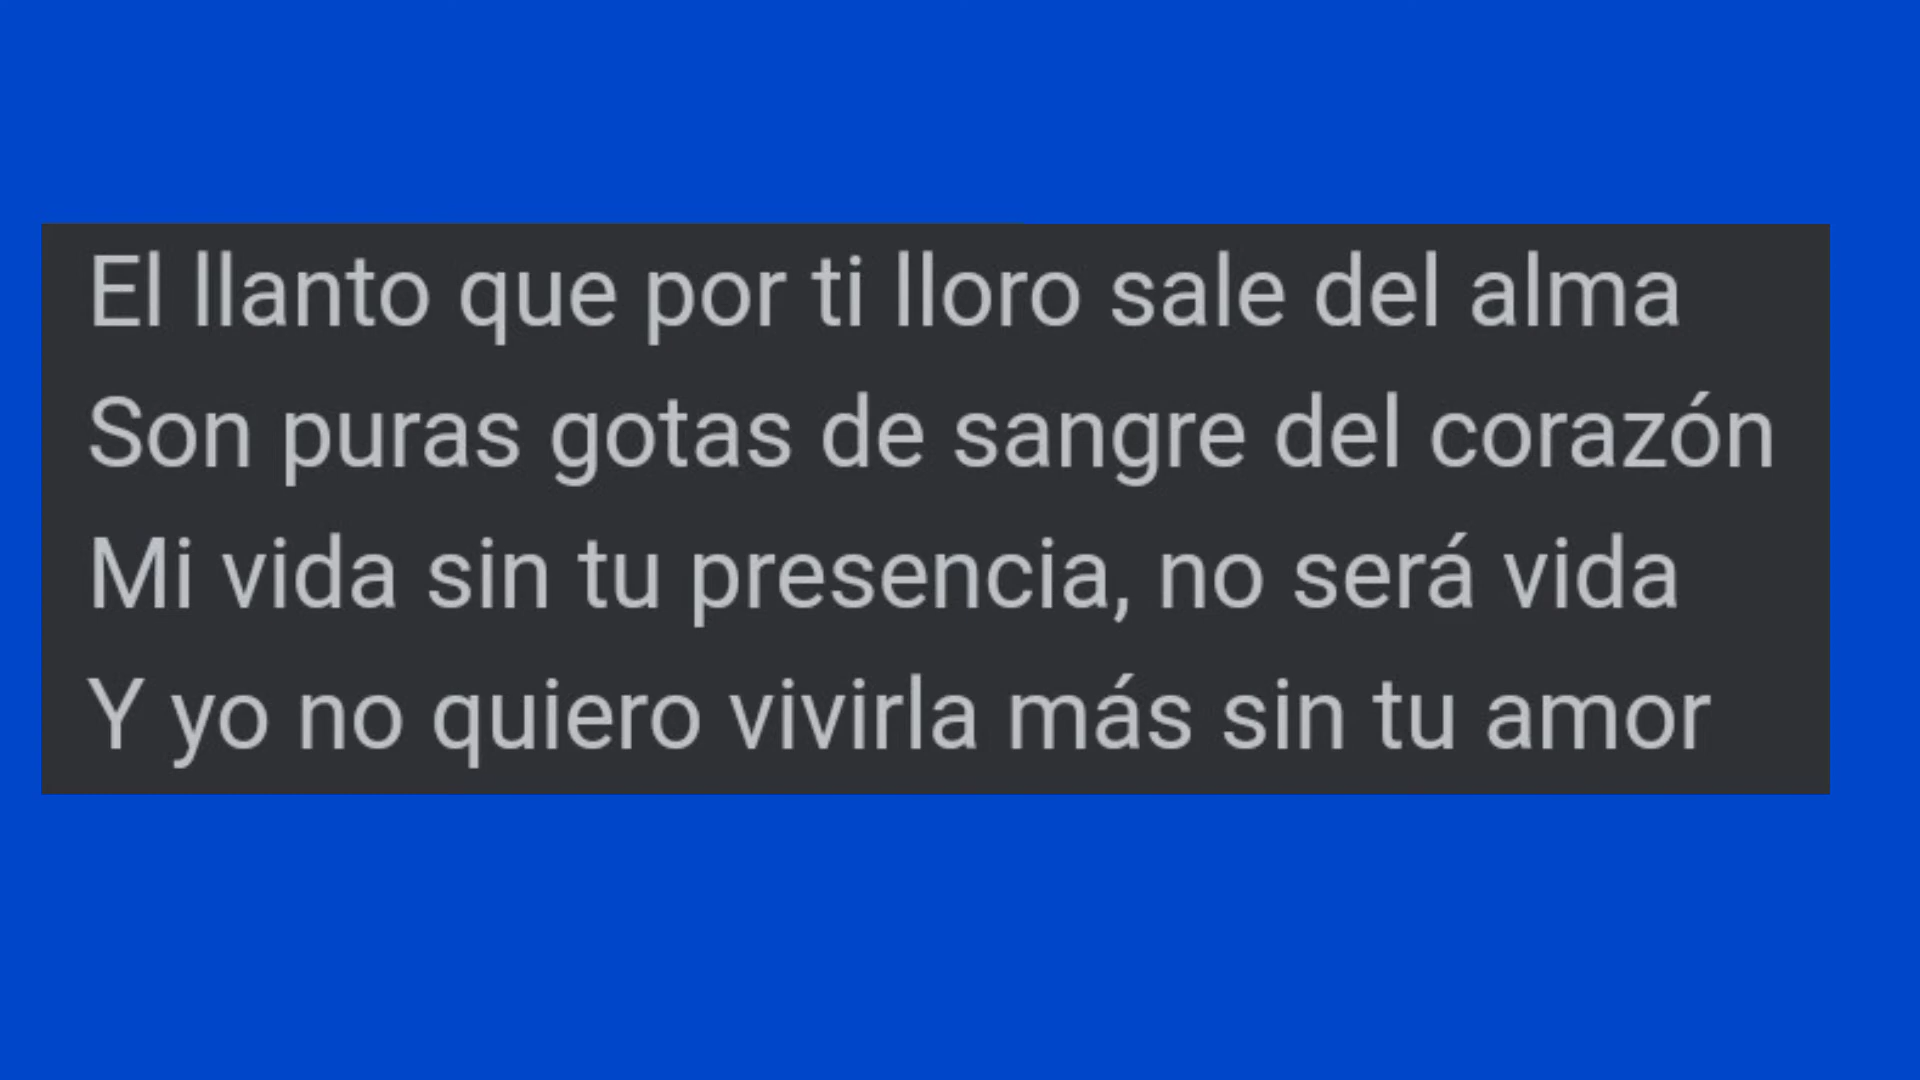 El llanto que por ti lloro sale del alma
Son puras gotas de sangre del corazón
Mi vida sin tu presencia, no será vida
Y yo no quiero vivirla más sin tu amor